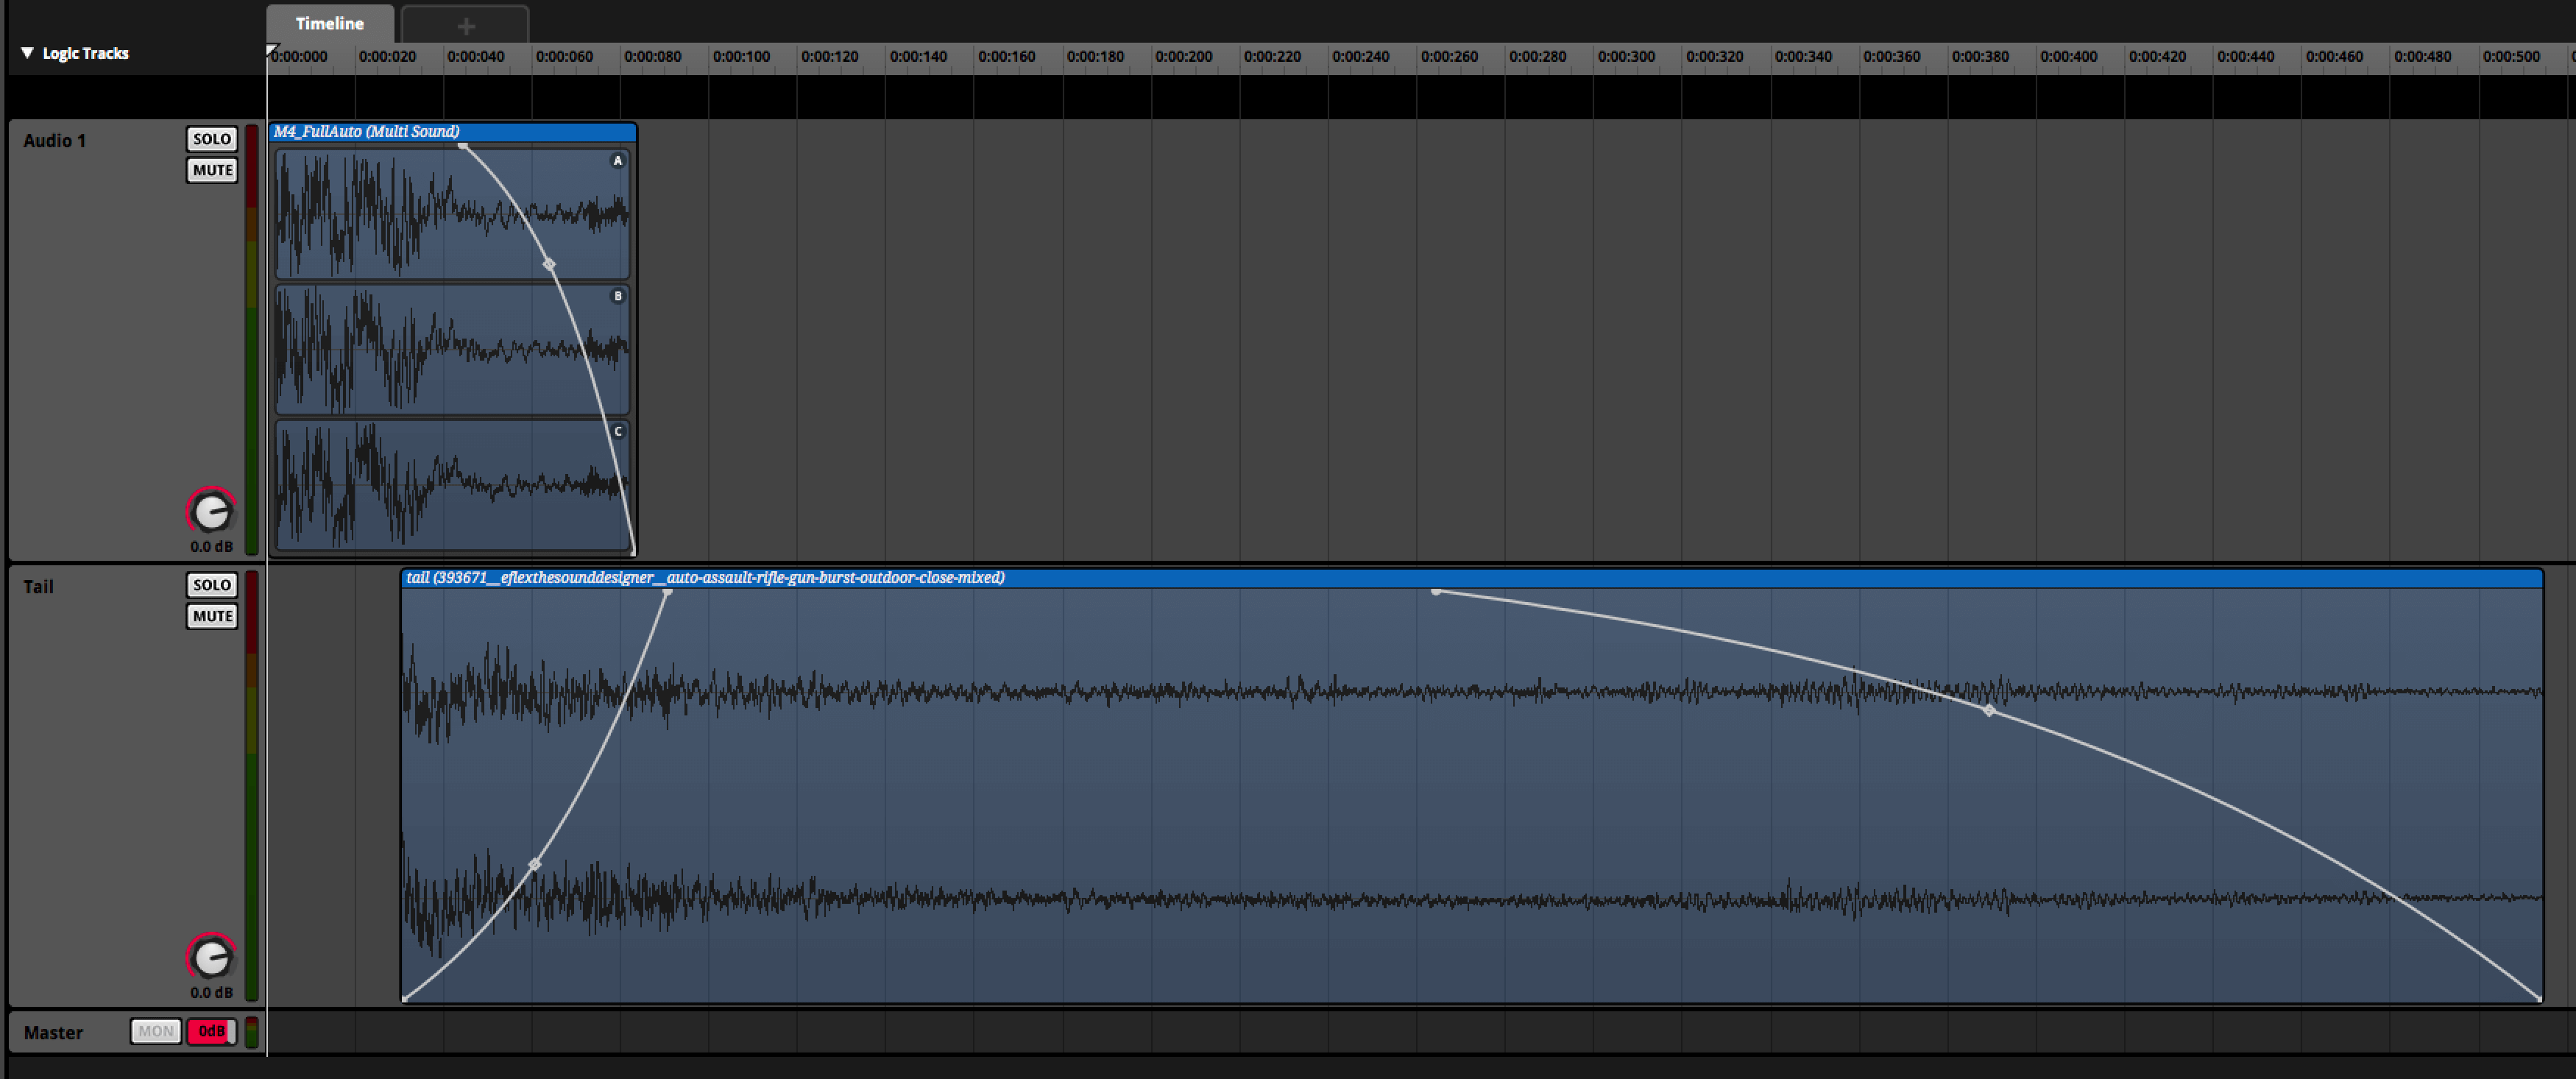 Timeline +
▼ Logic Tracks
0:00:000 0:00:020 0:00:040 0:00:060 0:00:080 0:00:100 0:00:120 0:00:140 0:00:160 0:00:180 0:00:200 0:00:220 0:00:240 0:00:260 0:00:280 0:00:300 0:00:320 0:00:340 0:00:360 0:00:380 0:00:400 0:00:420 0:00:440 0:00:460 0:00:480 0:00:500
Audio 1
SOLO
MUTE
0.0 dB
M4_FullAuto (Multi Sound)
A
B
C
Tail
SOLO
MUTE
0.0 dB
tail (393671__eflexthesounddesigner__auto-assault-rifle-gun-burst-outdoor-close-mixed)
Master
MON
0dB